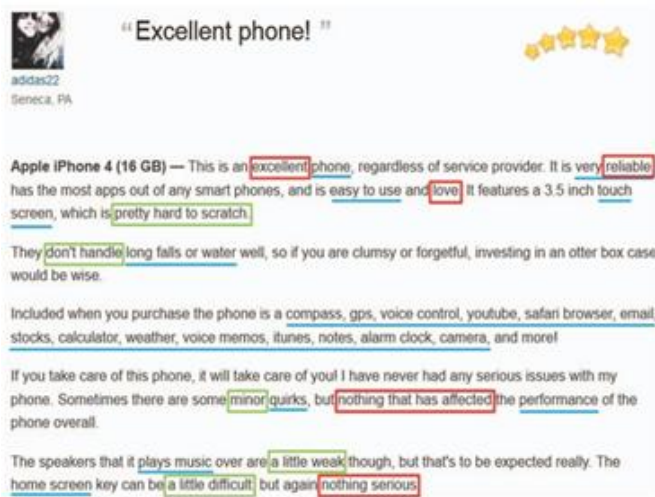 “Excellent phone! ”
adidas22
Seneca, PA
Apple iPhone 4 (16 GB) — This is an excellent phone, regardless of service provider. It is very reliable
has the most apps out of any smart phones, and is easy to use and love. It features a 3.5 inch touch
screen, which is pretty hard to scratch.
They don't handle long falls or water well, so if you are clumsy or forgetful, investing in an otter box case
would be wise.
Included when you purchase the phone is a compass, gps, voice control, youtube, safari browser, email
stocks, calculator, weather, voice memos, itunes, notes, alarm clock, camera, and more!
If you take care of this phone, it will take care of you! I have never had any serious issues with my
phone. Sometimes there are some minor quirks, but nothing that has affected the performance of the
phone overall.
The speakers that it plays music over are a little weak though, but that's to be expected really. The
home screen key can be a little difficult, but again nothing serious